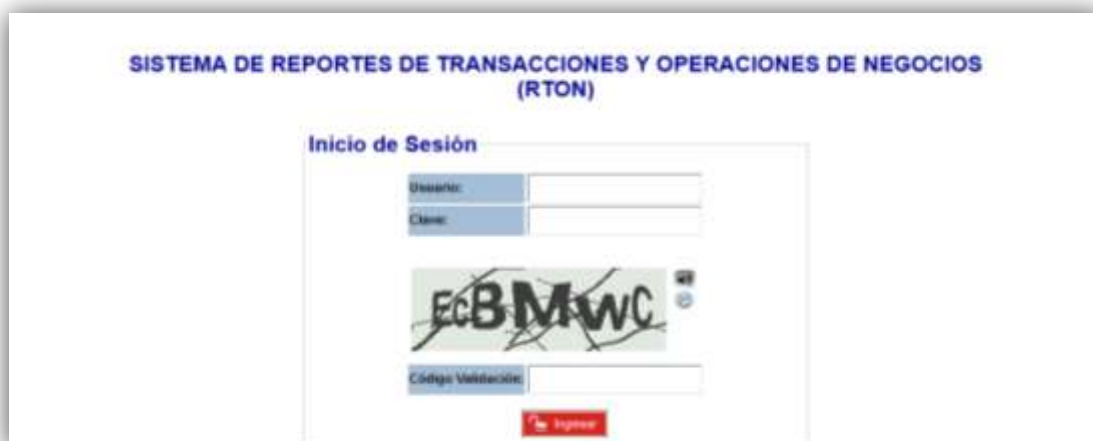 SISTEMA DE REPORTES DE TRANSACCIONES Y OPERACIONES DE NEGOCIOS
(RTON)
Inicio de Sesión
Usuario:
Clave:
EcBMWC
Código Validación:
Ingresar